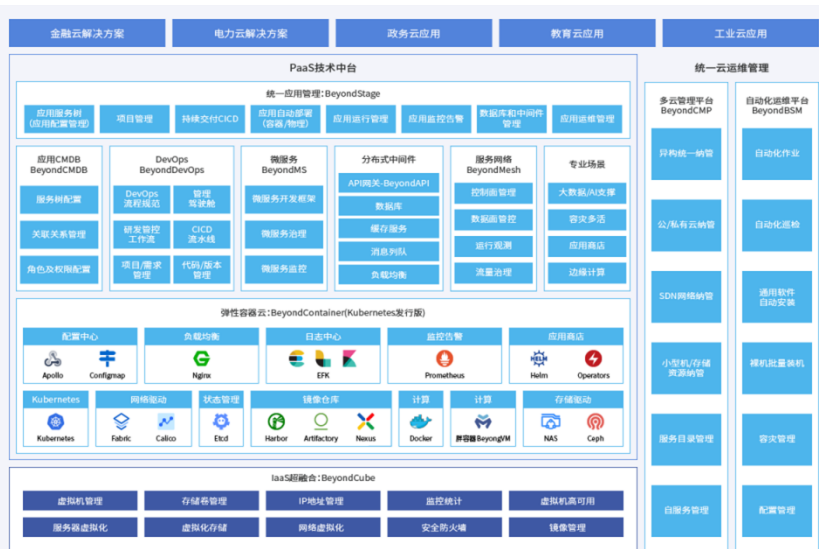 金融云解决方案
电力云解决方案
政务云应用
教育云应用
工业云应用
PaaS技术中台
统一应用管理:BeyondStage
应用服务树
(应用配置管理)
项目管理
持续交付CICD
应用自动部署
(容器/物理)
应用运行管理
应用监控告警
数据库和中间件
管理
应用运维管理
应用CMDB
BeyondCMDB
服务树配置
关联关系管理
角色及权限配置
DevOps
BeyondDevOps
DevOps
流程规范
管理
驾驶舱
研发管控
工作流
CICD
流水线
项目/需求
管理
代码/版本
管理
微服务
BeyondMS
微服务开发框架
微服务治理
微服务监控
分布式中间件
API网关-BeyondAPI
数据库
缓存服务
消息列队
负载均衡
服务网络
BeyondMesh
控制面管理
数据面管控
运行观测
流量治理
专业场景
大数据/AI支撑
容灾多活
应用商店
边缘计算
弹性容器云:BeyondContainer(Kubernetes发行版)
配置中心
Apollo
Configmap
负载均衡
Nginx
日志中心
EFK
监控告警
Prometheus
应用商店
HELM
Helm
Operators
Kubernetes
Kubernetes
网络驱动
Fabric
Calico
状态管理
Etcd
镜像仓库
Harbor
Artifactory
Nexus
计算
Docker
计算
胖容器BeyongVM
存储驱动
NAS
Ceph
IaaS超融合:BeyondCube
虚拟机管理
存储卷管理
IP地址管理
监控统计
虚拟机高可用
服务器虚拟化
虚拟化存储
网络虚拟化
安全防火墙
镜像管理
统一云运维管理
多云管理平台
BeyondCMP
异构统一纳管
公/私有云纳管
SDN网络纳管
小型机/存储
资源纳管
服务目录管理
自服务管理
自动化运维平台
BeyondBSM
自动化作业
自动化巡检
通用软件
自动安装
裸机批量装机
容灾管理
配置管理